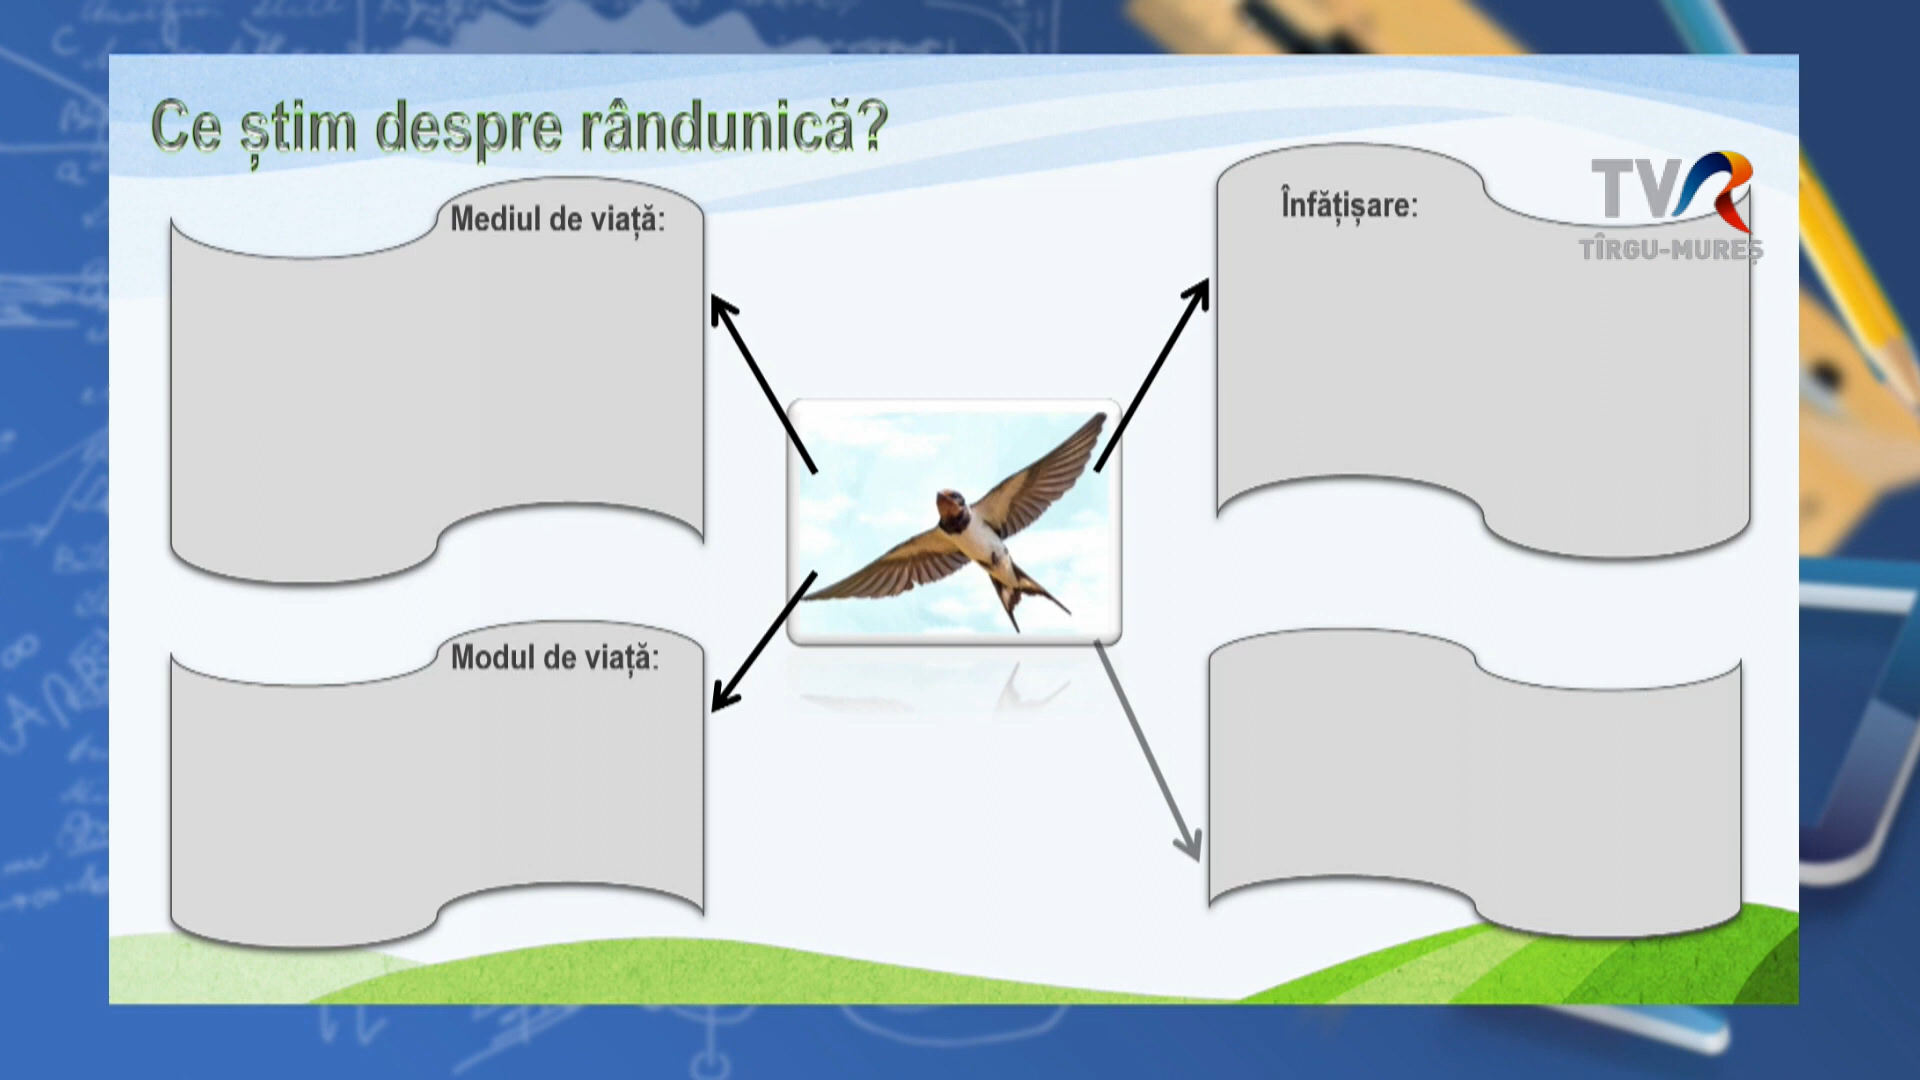 Ce știm despre rândunică?
Mediul de viață:
Înfățișare:
TVR
TÎRGU-MUREȘ
Modul de viață: